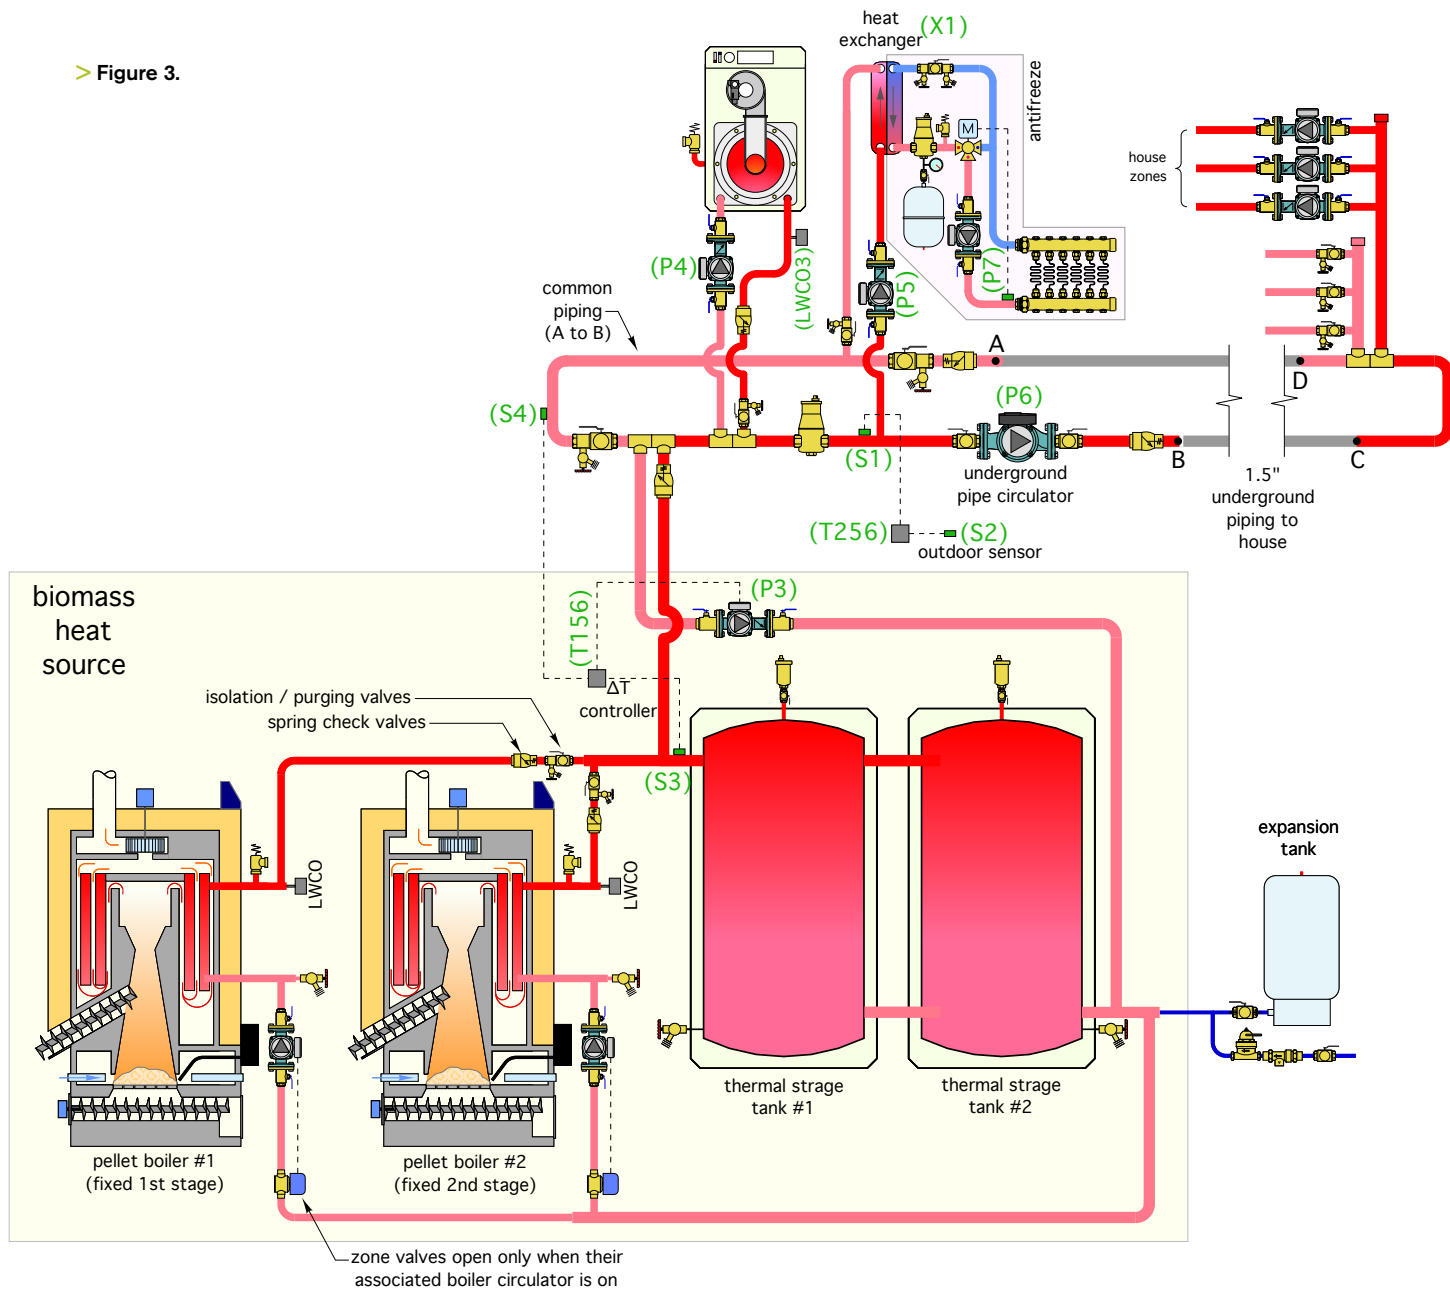 > Figure 3.
heat
exchanger
(X1)
antifreeze
M
house
zones
(P4)
(LWCO3)
(P5)
(P7)
common
piping
(A to B)
A
D
(S4)
(P6)
(S1)
B
C
underground
pipe circulator
1.5"
underground
piping to
house
(T256)
(S2)
outdoor sensor
biomass
heat
source
(T156)
(P3)
ΔT
controller
isolation / purging valves
spring check valves
(S3)
LWCO
LWCO
expansion
tank
thermal strage
tank #1
thermal strage
tank #2
pellet boiler #1
(fixed 1st stage)
pellet boiler #2
(fixed 2nd stage)
zone valves open only when their
associated boiler circulator is on